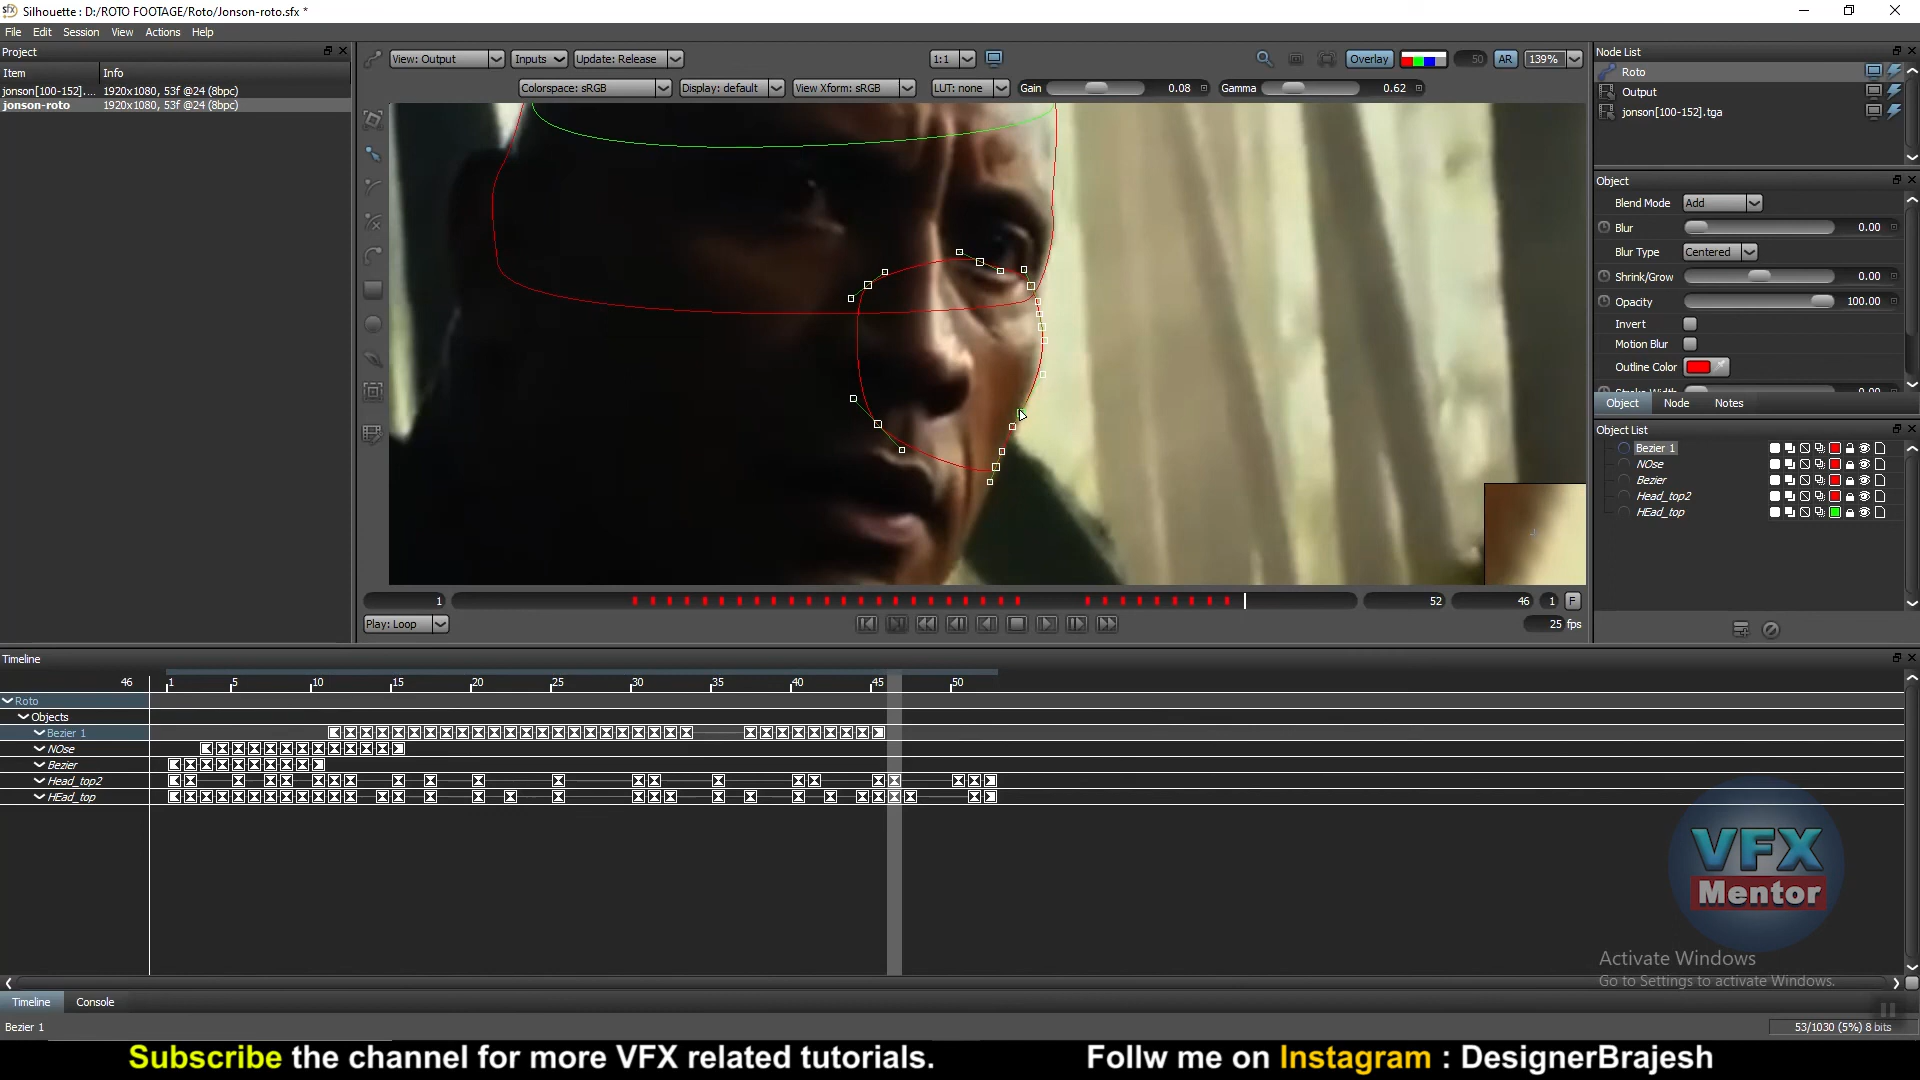 Silhouette : D:/ROTO FOOTAGE/Roto/Jonson-roto.sfx *
File Edit Session View Actions Help
Project
Item Info
jonson[100-152].... 1920x1080, 53f @24 (8bpc)
jonson-roto 1920x1080, 53f @24 (8bpc)
View: Output Inputs Update: Release 1:1 Overlay 50 AR 139%
Colorspace: sRGB Display: default View Xform: sRGB LUT: none Gain 0.08 Gamma 0.62
Node List
Roto
Output
jonson[100-152].tga
Object
Blend Mode Add
Blur 0.00
Blur Type Centered
Shrink/Grow 0.00
Opacity 100.00
Invert
Motion Blur
Outline Color
Object Node Notes
Object List
Bezier 1
NOse
Bezier
Head_top2
HEad_top
1 52 46 1 F
Play: Loop 25 fps
Timeline
46 1 5 10 15 20 25 30 35 40 45 50
Roto
Objects
Bezier 1
NOse
Bezier
Head_top2
HEad_top
VFX
Mentor
Activate Windows
Go to Settings to activate Windows.
Timeline Console
Bezier 1
53/1030 (5%) 8 bits
Subscribe the channel for more VFX related tutorials. Follw me on Instagram : DesignerBrajesh